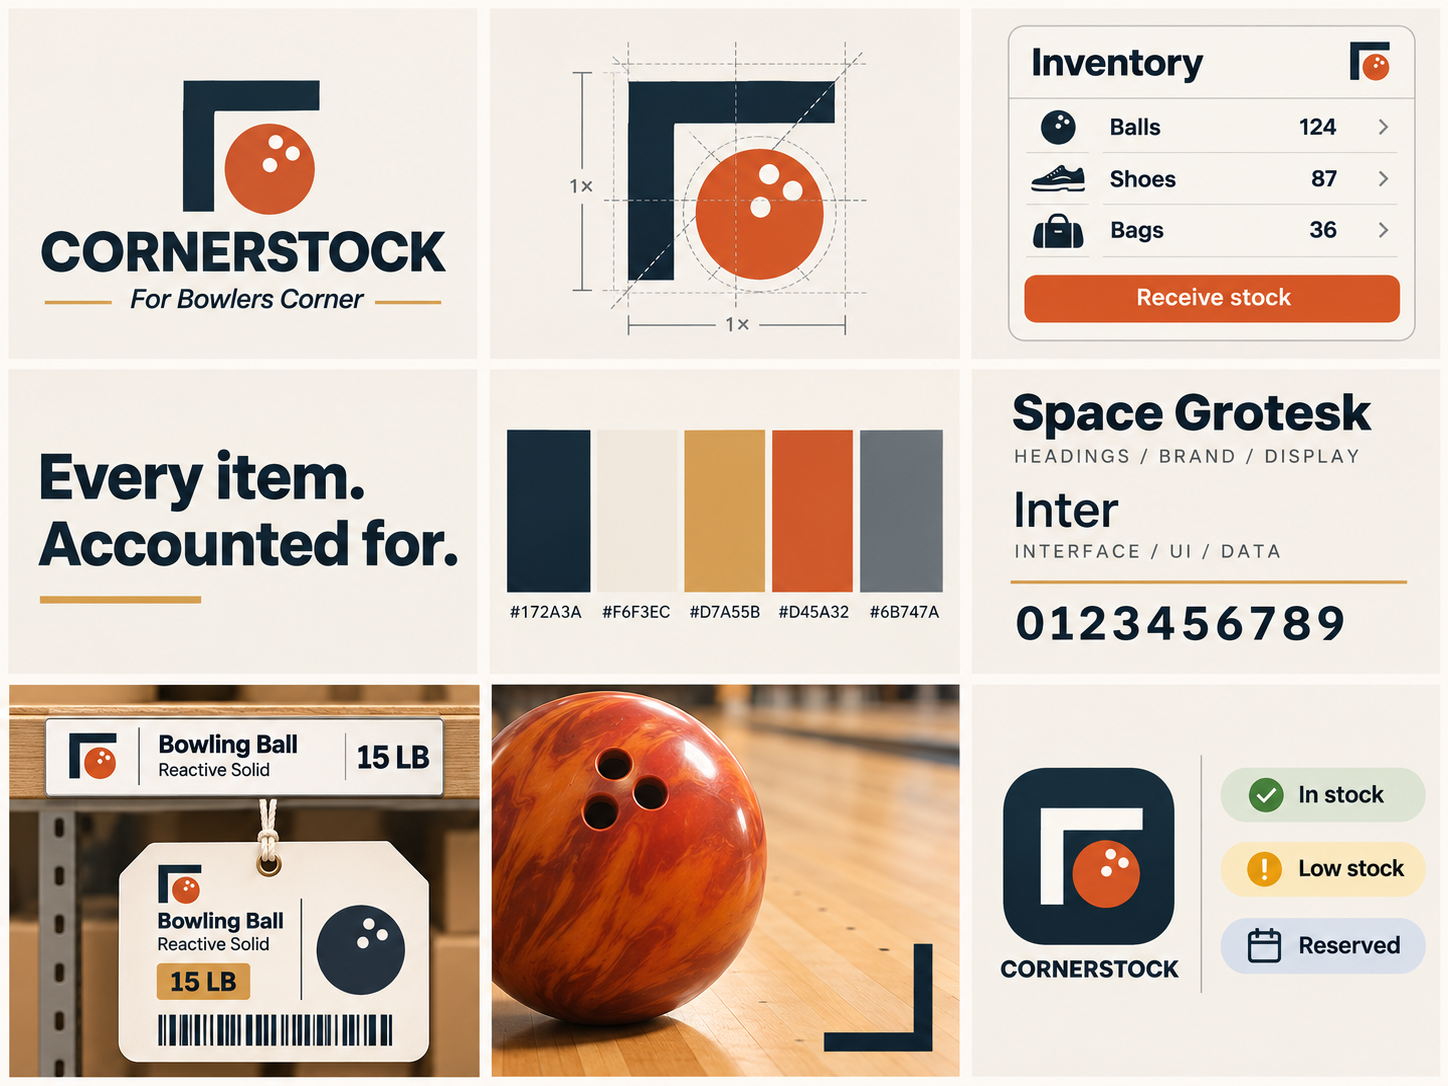 CORNERSTOCK
For Bowlers Corner
1×
1×
Inventory
Balls 124
Shoes 87
Bags 36
Receive stock
Every item.
Accounted for.
#172A3A #F6F3EC #D7A55B #D45A32 #6B747A
Space Grotesk
HEADINGS / BRAND / DISPLAY
Inter
INTERFACE / UI / DATA
0123456789
Bowling Ball
Reactive Solid
15 LB
Bowling Ball
Reactive Solid
15 LB
CORNERSTOCK
In stock
Low stock
Reserved